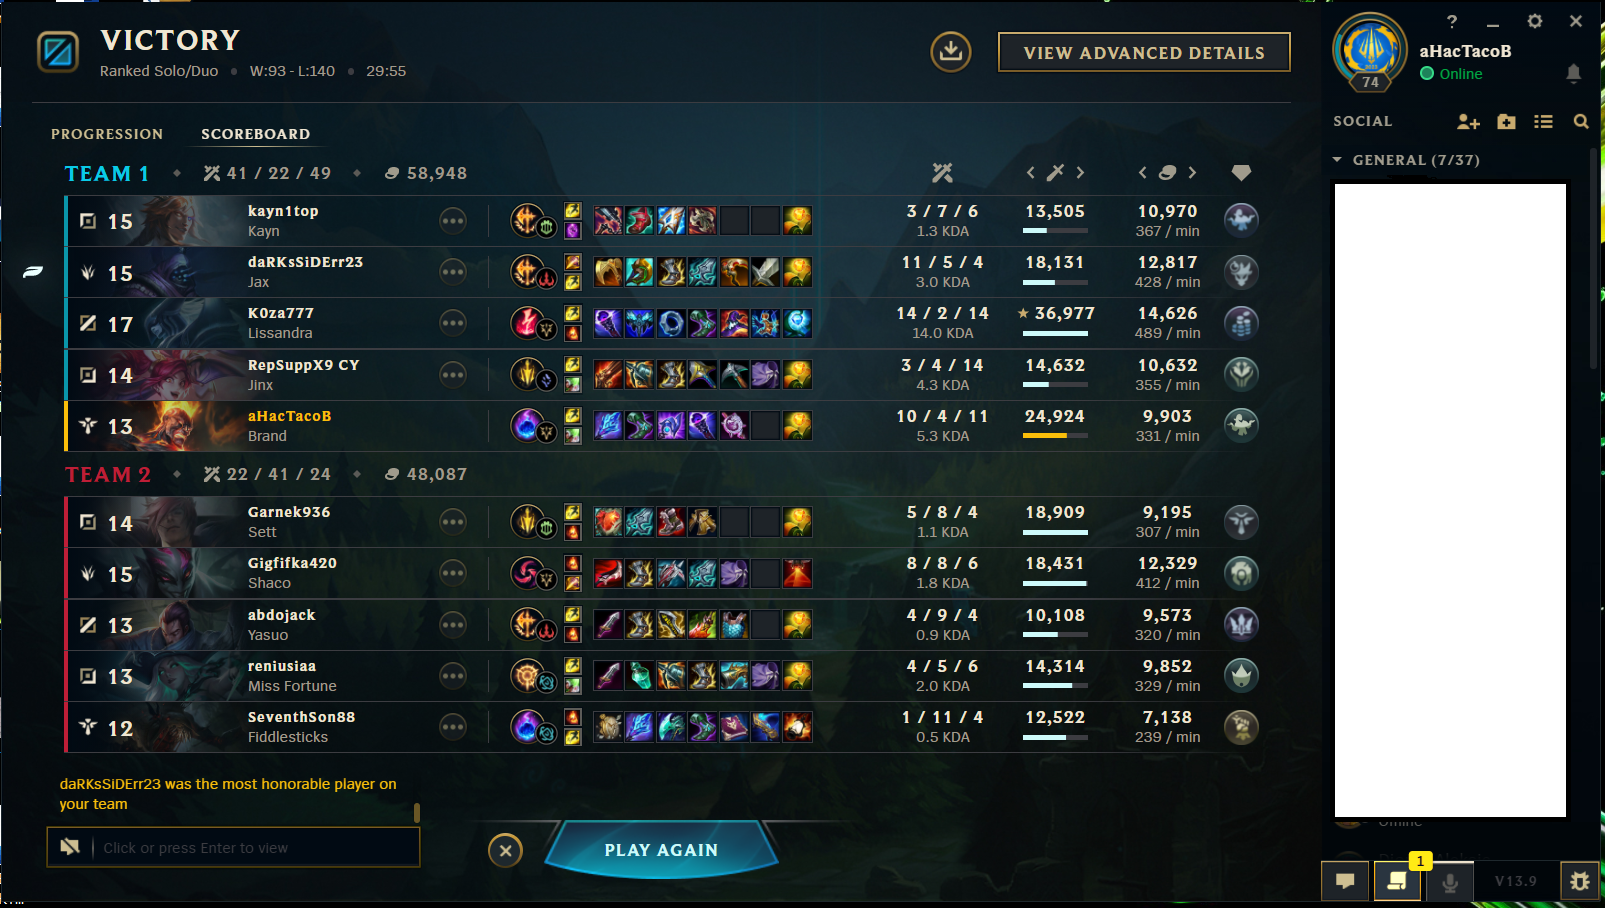 VICTORY
Ranked Solo/Duo • W:93 - L:140 • 29:55
VIEW ADVANCED DETAILS
?
aHacTacoB
Online
74
PROGRESSION
SCOREBOARD
SOCIAL
GENERAL (7/37)
TEAM 1 41 / 22 / 49 58,948
15 kayn1top 3 / 7 / 6 13,505 10,970
Kayn 1.3 KDA 367 / min
15 daRKsSiDErr23 11 / 5 / 4 18,131 12,817
Jax 3.0 KDA 428 / min
17 K0za777 14 / 2 / 14 36,977 14,626
Lissandra 14.0 KDA 489 / min
14 RepSuppX9 CY 3 / 4 / 14 14,632 10,632
Jinx 4.3 KDA 355 / min
13 aHacTacoB 10 / 4 / 11 24,924 9,903
Brand 5.3 KDA 331 / min
TEAM 2 22 / 41 / 24 48,087
14 Garnek936 5 / 8 / 4 18,909 9,195
Sett 1.1 KDA 307 / min
15 Gigfifka420 8 / 8 / 6 18,431 12,329
Shaco 1.8 KDA 412 / min
13 abdojack 4 / 9 / 4 10,108 9,573
Yasuo 0.9 KDA 320 / min
13 reniusiaa 4 / 5 / 6 14,314 9,852
Miss Fortune 2.0 KDA 329 / min
12 SeventhSon88 1 / 11 / 4 12,522 7,138
Fiddlesticks 0.5 KDA 239 / min
daRKsSiDErr23 was the most honorable player on
your team
Click or press Enter to view
PLAY AGAIN
Offline
1
V13.9